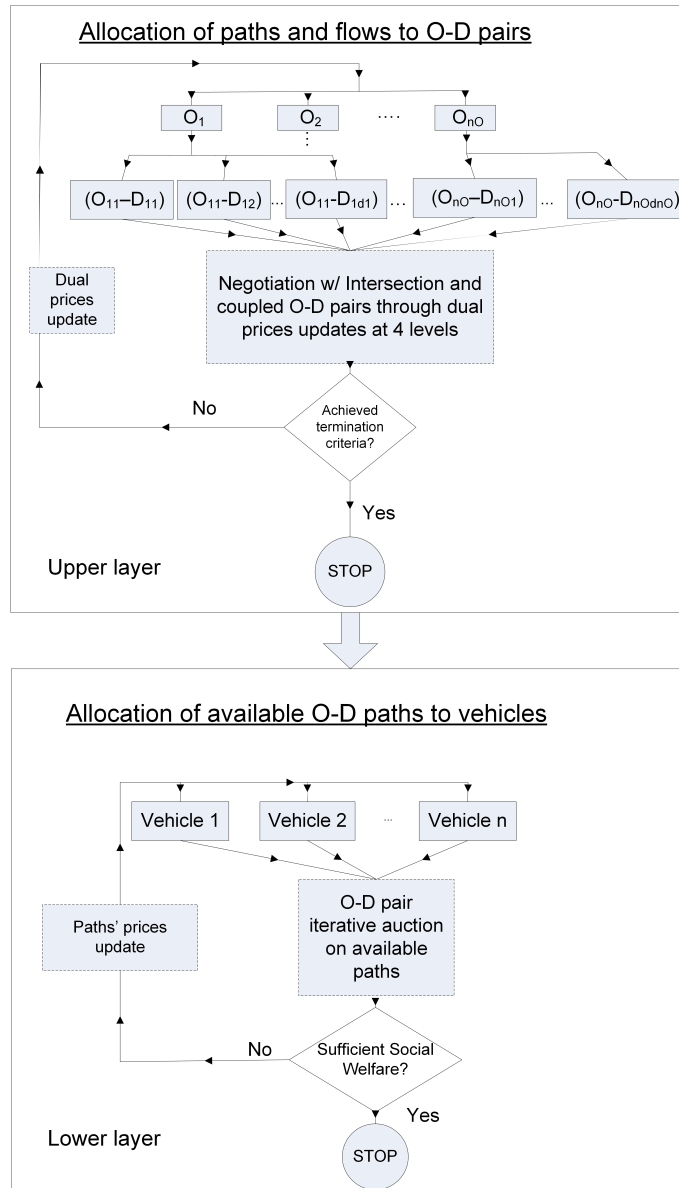 Allocation of paths and flows to O-D pairs
O1 O2 .... OnO
(O11–D11) (O11-D12) ... (O11-D1d1) ... (OnO–DnO1) ... (OnO-DnOdnO)
Dual
prices
update
Negotiation w/ Intersection and
coupled O-D pairs through dual
prices updates at 4 levels
No
Achieved
termination
criteria?
Yes
STOP
Upper layer
Allocation of available O-D paths to vehicles
Vehicle 1 Vehicle 2 ... Vehicle n
Paths' prices
update
O-D pair
iterative auction
on available
paths
No
Sufficient Social
Welfare?
Yes
STOP
Lower layer